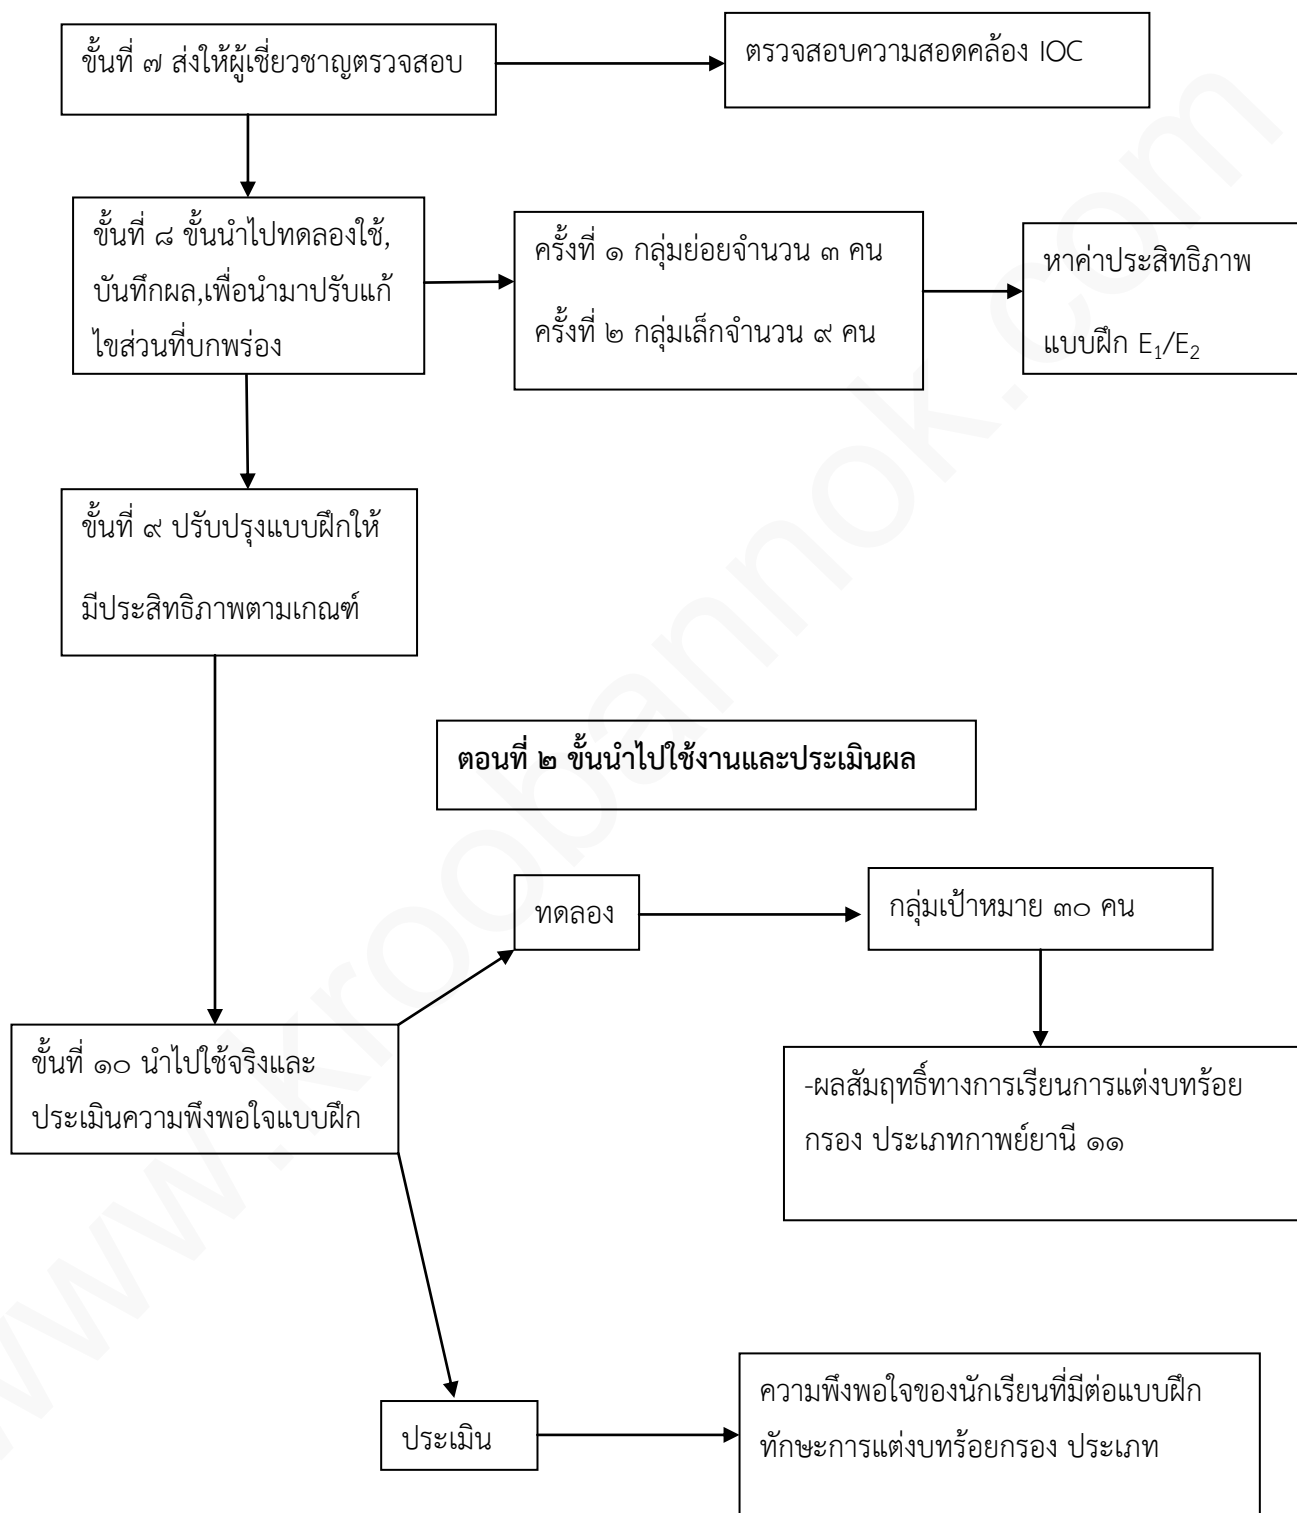 ขั้นที่ ๗ ส่งให้ผู้เชี่ยวชาญตรวจสอบ
ตรวจสอบความสอดคล้อง IOC
ขั้นที่ ๘ ขั้นนำไปทดลองใช้,
บันทึกผล,เพื่อนำมาปรับแก้
ไขส่วนที่บกพร่อง
ครั้งที่ ๑ กลุ่มย่อยจำนวน ๓ คน
ครั้งที่ ๒ กลุ่มเล็กจำนวน ๙ คน
หาค่าประสิทธิภาพ
แบบฝึก E₁/E₂
ขั้นที่ ๙ ปรับปรุงแบบฝึกให้
มีประสิทธิภาพตามเกณฑ์
ตอนที่ ๒ ขั้นนำไปใช้งานและประเมินผล
ทดลอง
กลุ่มเป้าหมาย ๓๐ คน
ขั้นที่ ๑๐ นำไปใช้จริงและ
ประเมินความพึงพอใจแบบฝึก
-ผลสัมฤทธิ์ทางการเรียนการแต่งบทร้อย
กรอง ประเภทกาพย์ยานี ๑๑
ประเมิน
ความพึงพอใจของนักเรียนที่มีต่อแบบฝึก
ทักษะการแต่งบทร้อยกรอง ประเภท
www.kroobannok.com